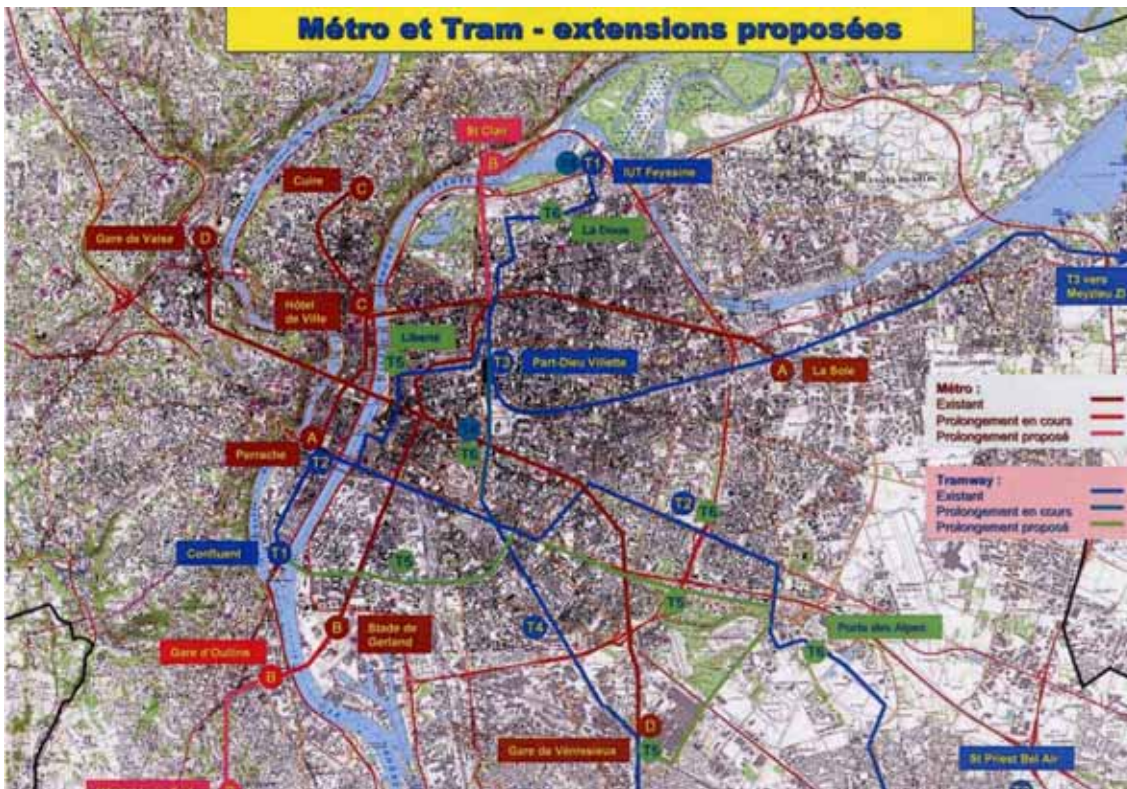 Métro et Tram - extensions proposées
St Clair
B
T1
IUT Feyssine
Cuire
C
T6
La Doua
Gare de Vaise
D
T3 vers
Meyzieu ZI
Hôtel
de Ville
C
Liberté
T6
T3
Part-Dieu Villette
A
La Soie
Métro :
Existant
Prolongement en cours
Prolongement proposé
A
Perrache
T2
T6
Tramway :
Existant
Prolongement en cours
Prolongement proposé
T2
T6
Confluent
T1
T5
T5
B
Stade de
Gerland
T4
Porte des Alpes
Gare d'Oullins
B
T5
D
Gare de Vénissieux
T5
St Priest Bel Air